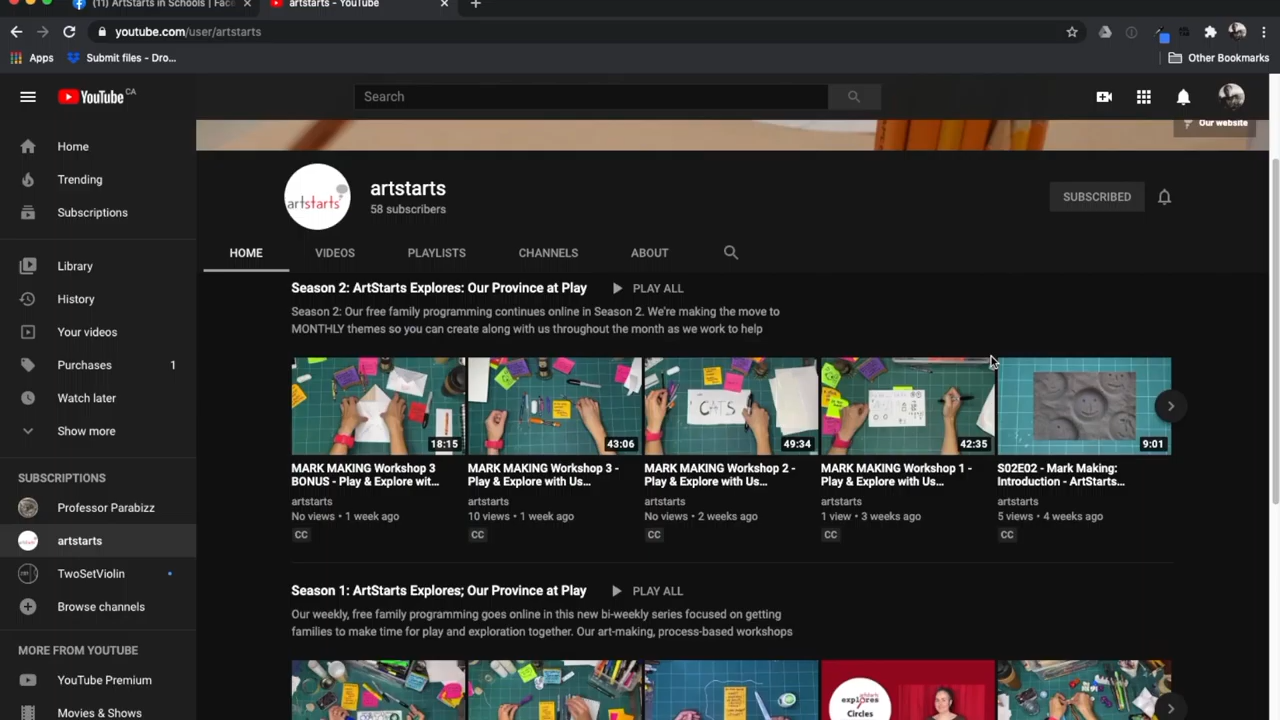 (11) ArtStarts in Schools | Face
artstarts - YouTube
youtube.com/user/artstarts
Apps
Submit files - Dro...
Other Bookmarks
YouTube CA
Search
Our website
Home
Trending
Subscriptions
Library
History
Your videos
Purchases 1
Watch later
Show more
SUBSCRIPTIONS
Professor Parabizz
artstarts
TwoSetViolin
Browse channels
MORE FROM YOUTUBE
YouTube Premium
Movies & Shows
artstarts
artstarts
58 subscribers
SUBSCRIBED
HOME VIDEOS PLAYLISTS CHANNELS ABOUT
Season 2: ArtStarts Explores: Our Province at Play PLAY ALL
Season 2: Our free family programming continues online in Season 2. We're making the move to
MONTHLY themes so you can create along with us throughout the month as we work to help
18:15
MARK MAKING Workshop 3
BONUS - Play & Explore wit...
artstarts
No views • 1 week ago
CC
43:06
MARK MAKING Workshop 3 -
Play & Explore with Us...
artstarts
10 views • 1 week ago
CC
CATS
49:34
MARK MAKING Workshop 2 -
Play & Explore with Us...
artstarts
No views • 2 weeks ago
CC
42:35
MARK MAKING Workshop 1 -
Play & Explore with Us...
artstarts
1 view • 3 weeks ago
CC
9:01
S02E02 - Mark Making:
Introduction - ArtStarts...
artstarts
5 views • 4 weeks ago
CC
Season 1: ArtStarts Explores; Our Province at Play PLAY ALL
Our weekly, free family programming goes online in this new bi-weekly series focused on getting
families to make time for play and exploration together. Our art-making, process-based workshops
artstarts
explores
Circles